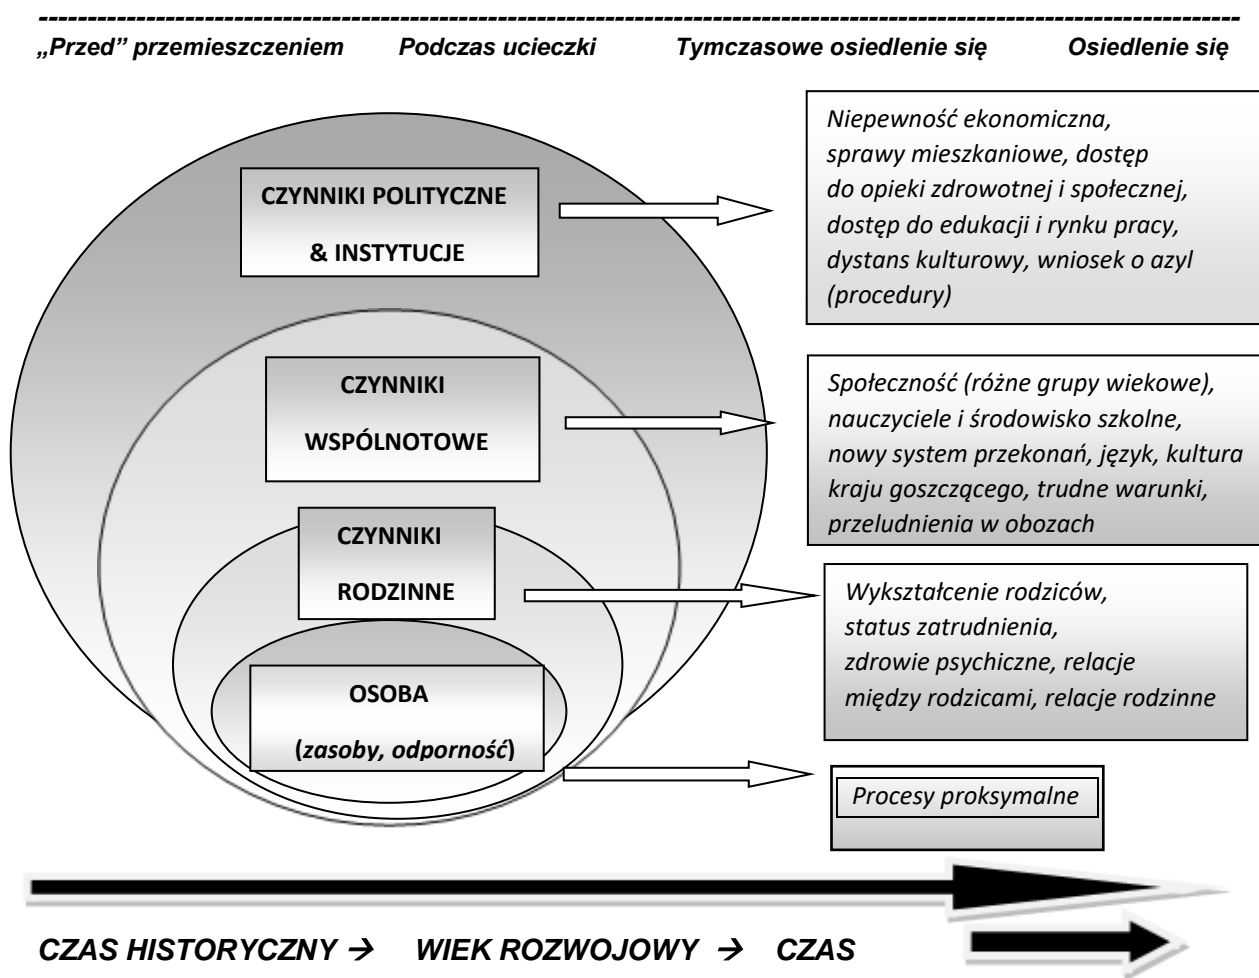 „Przed” przemieszczeniem Podczas ucieczki Tymczasowe osiedlenie się Osiedlenie się
CZYNNIKI POLITYCZNE
& INSTYTUCJE
Niepewność ekonomiczna,
sprawy mieszkaniowe, dostęp
do opieki zdrowotnej i społecznej,
dostęp do edukacji i rynku pracy,
dystans kulturowy, wniosek o azyl
(procedury)
CZYNNIKI
WSPÓLNOTOWE
Społeczność (różne grupy wiekowe),
nauczyciele i środowisko szkolne,
nowy system przekonań, język, kultura
kraju goszczącego, trudne warunki,
przeludnienia w obozach
CZYNNIKI
RODZINNE
Wykształcenie rodziców,
status zatrudnienia,
zdrowie psychiczne, relacje
między rodzicami, relacje rodzinne
OSOBA
(zasoby, odporność)
Procesy proksymalne
CZAS HISTORYCZNY → WIEK ROZWOJOWY → CZAS